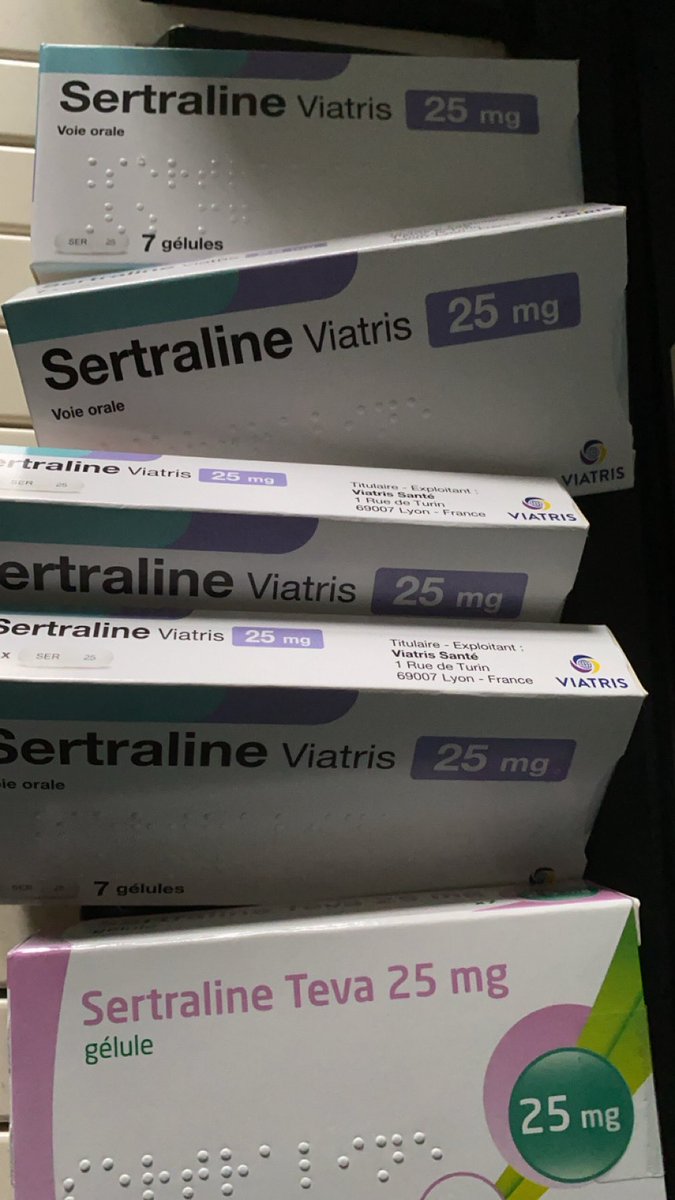 Sertraline Viatris 25 mg
Voie orale
SER 25
7 gélules
VIATRIS
Sertraline Viatris 25 mg
Voie orale
VIATRIS
ertraline Viatris 25 mg
SER 25
Titulaire - Exploitant :
Viatris Santé
1 Rue de Turin
69007 Lyon - France
VIATRIS
ertraline Viatris 25 mg
Sertraline Viatris 25 mg
x SER 25
Titulaire - Exploitant :
Viatris Santé
1 Rue de Turin
69007 Lyon - France
VIATRIS
Sertraline Viatris 25 mg
ie orale
SER 25
7 gélules
Sertraline Teva 25 mg
gélule
25 mg